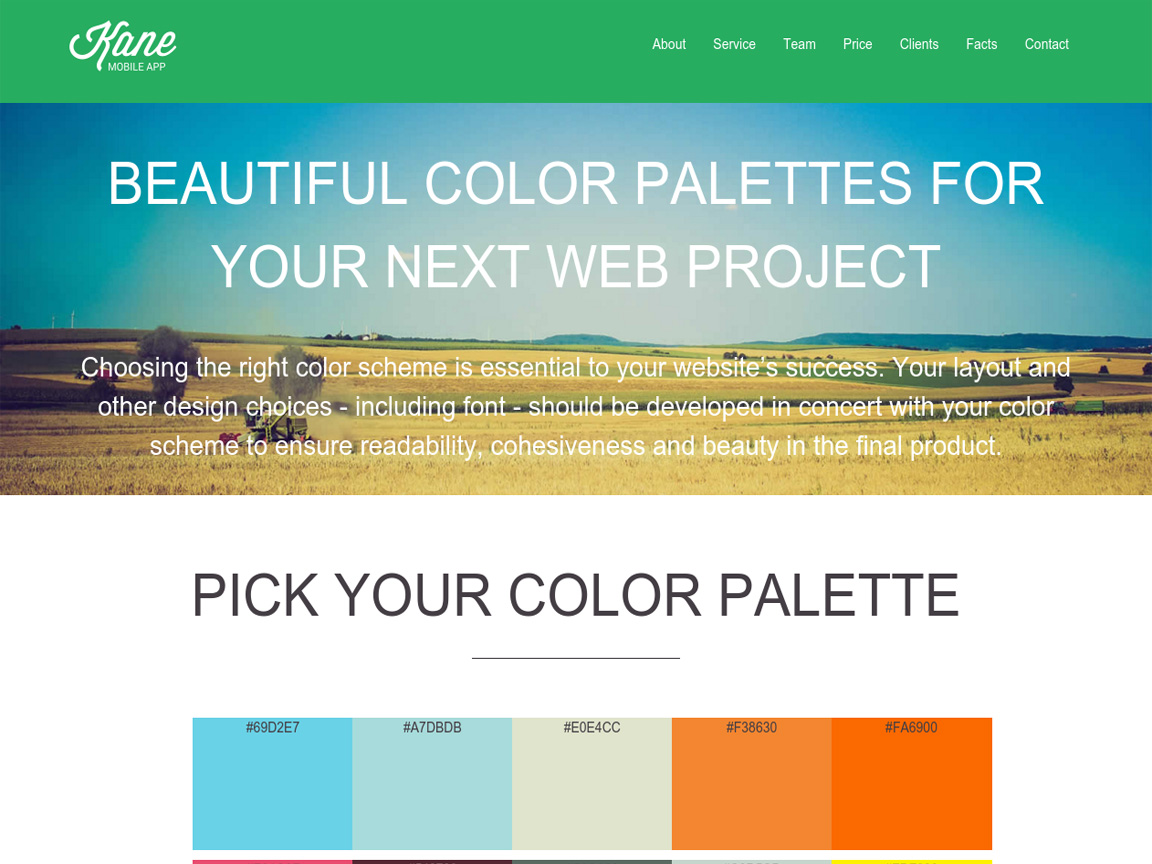 Kane
MOBILE APP
About Service Team Price Clients Facts Contact
BEAUTIFUL COLOR PALETTES FOR
YOUR NEXT WEB PROJECT
Choosing the right color scheme is essential to your website‘s success. Your layout and
other design choices - including font - should be developed in concert with your color
scheme to ensure readability, cohesiveness and beauty in the final product.
PICK YOUR COLOR PALETTE
#69D2E7 #A7DBDB #E0E4CC #F38630 #FA6900